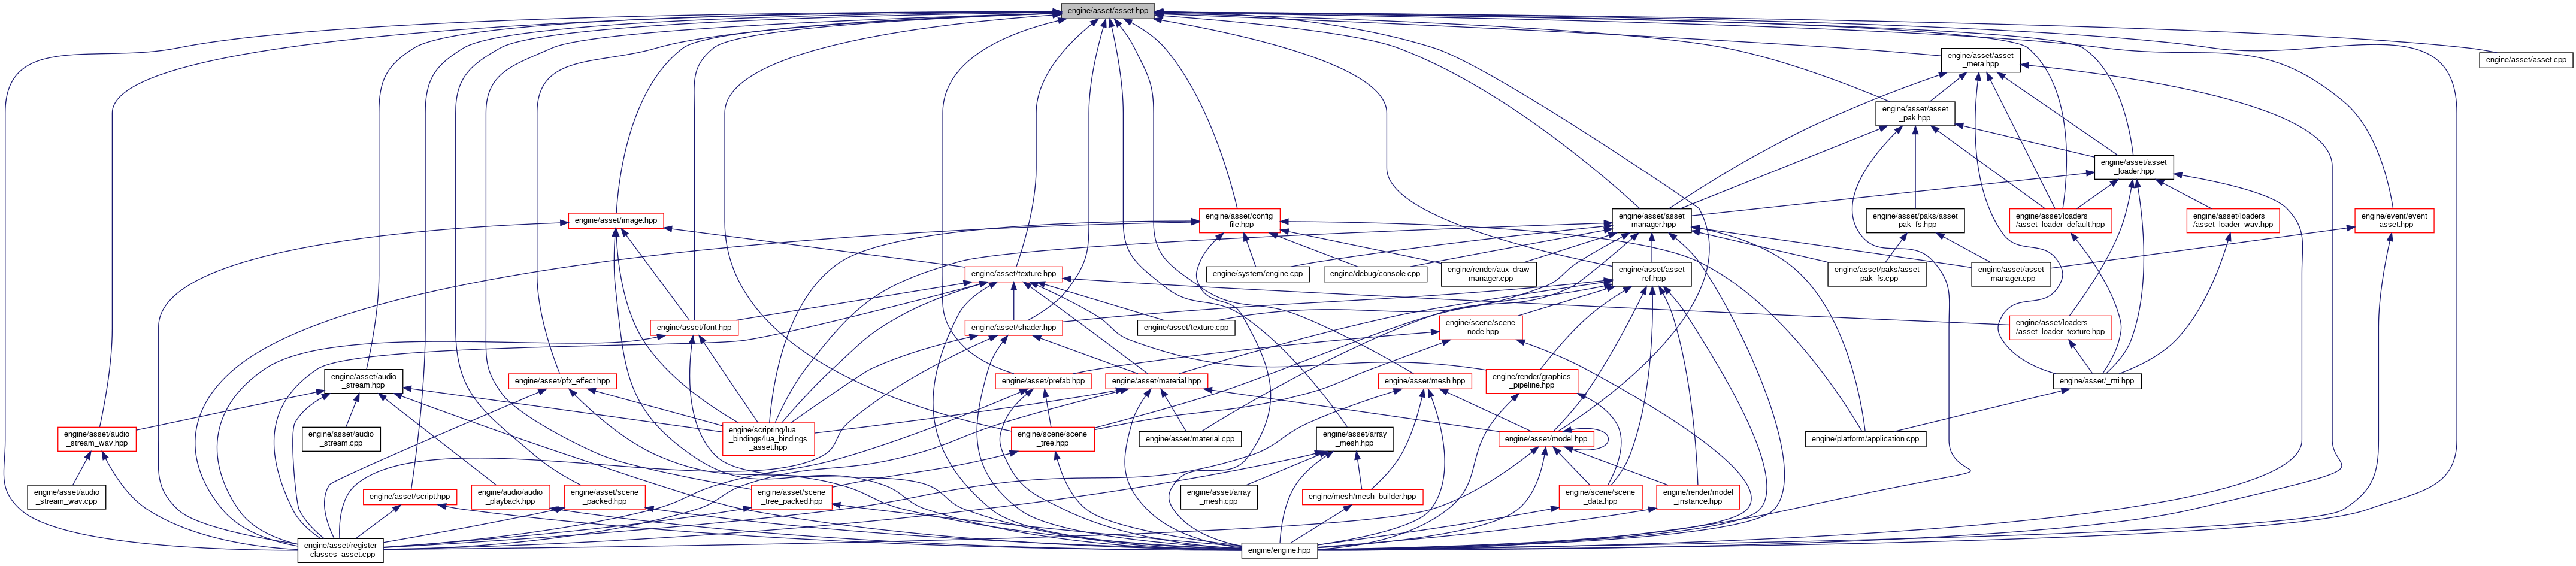 engine/asset/asset.hpp
engine/asset/asset
_meta.hpp
engine/asset/asset.cpp
engine/asset/asset
_pak.hpp
engine/asset/asset
_loader.hpp
engine/asset/image.hpp
engine/asset/config
_file.hpp
engine/asset/asset
_manager.hpp
engine/asset/paks/asset
_pak_fs.hpp
engine/asset/loaders
/asset_loader_default.hpp
engine/asset/loaders
/asset_loader_wav.hpp
engine/event/event
_asset.hpp
engine/asset/texture.hpp
engine/system/engine.cpp
engine/debug/console.cpp
engine/render/aux_draw
_manager.cpp
engine/asset/asset
_ref.hpp
engine/asset/paks/asset
_pak_fs.cpp
engine/asset/asset
_manager.cpp
engine/asset/font.hpp
engine/asset/shader.hpp
engine/asset/texture.cpp
engine/scene/scene
_node.hpp
engine/asset/loaders
/asset_loader_texture.hpp
engine/asset/audio
_stream.hpp
engine/asset/pfx_effect.hpp
engine/asset/prefab.hpp
engine/asset/material.hpp
engine/asset/mesh.hpp
engine/render/graphics
_pipeline.hpp
engine/asset/_rtti.hpp
engine/asset/audio
_stream_wav.hpp
engine/asset/audio
_stream.cpp
engine/scripting/lua
_bindings/lua_bindings
_asset.hpp
engine/scene/scene
_tree.hpp
engine/asset/material.cpp
engine/asset/array
_mesh.hpp
engine/asset/model.hpp
engine/platform/application.cpp
engine/asset/audio
_stream_wav.cpp
engine/asset/script.hpp
engine/audio/audio
_playback.hpp
engine/asset/scene
_packed.hpp
engine/asset/scene
_tree_packed.hpp
engine/asset/array
_mesh.cpp
engine/mesh/mesh_builder.hpp
engine/scene/scene
_data.hpp
engine/render/model
_instance.hpp
engine/asset/register
_classes_asset.cpp
engine/engine.hpp